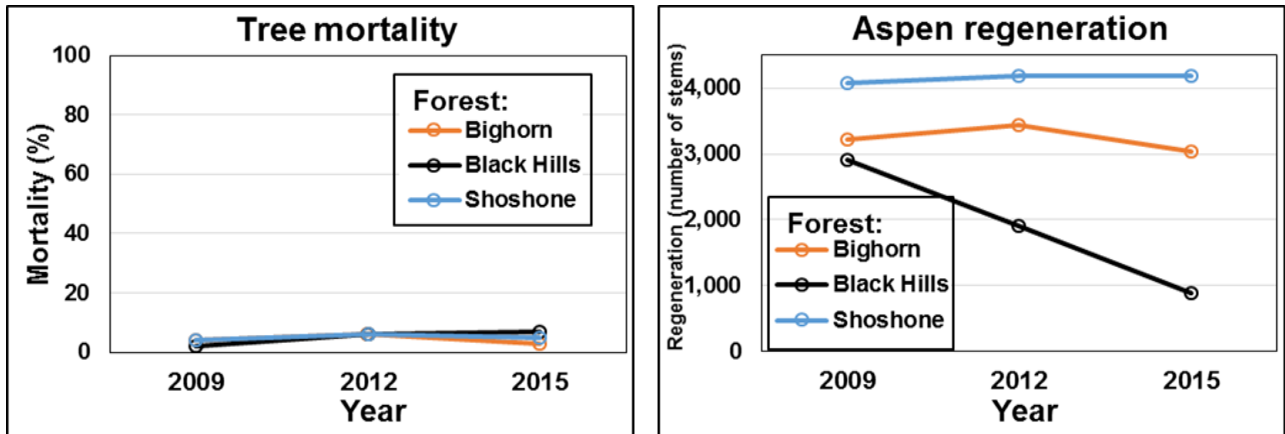 Tree mortality
Mortality (%)
100
80
60
40
20
0
Forest:
Bighorn
Black Hills
Shoshone
2009 2012 2015
Year
Aspen regeneration
Regeneration (number of stems)
4,000
3,000
2,000
1,000
0
Forest:
Bighorn
Black Hills
Shoshone
2009 2012 2015
Year